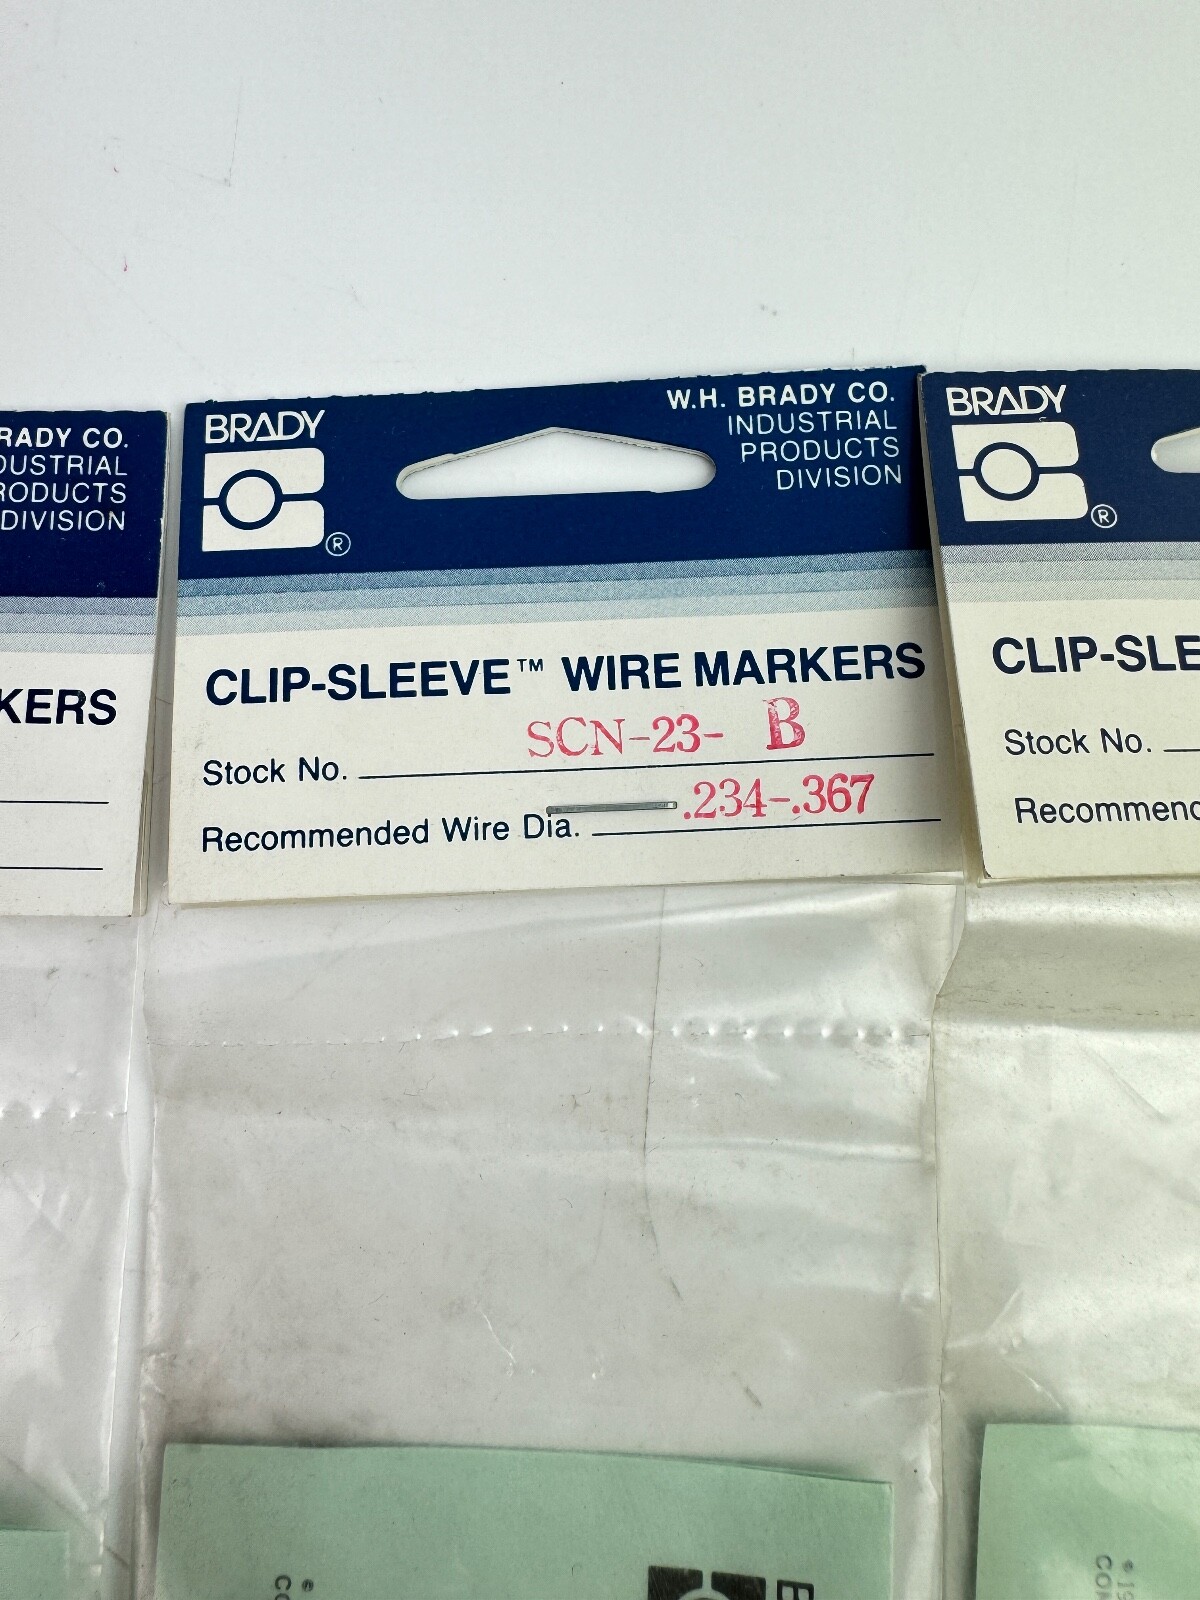 RADY CO.
DUSTRIAL
RODUCTS
DIVISION
KERS
BRADY
®
W.H. BRADY CO.
INDUSTRIAL
PRODUCTS
DIVISION
CLIP-SLEEVE™ WIRE MARKERS
Stock No. SCN-23- B
Recommended Wire Dia. .234-.367
BRADY
®
CLIP-SLE
Stock No.
Recommend